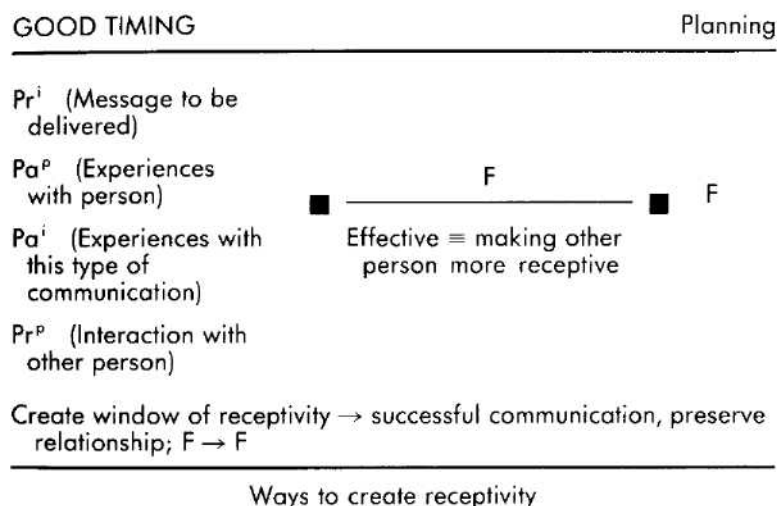 GOOD TIMING Planning
Prⁱ (Message to be
delivered)
Paᵖ (Experiences
with person)
F
■ ■ F
Paⁱ (Experiences with
this type of
communication)
Effective ≡ making other
person more receptive
Prᵖ (Interaction with
other person)
Create window of receptivity → successful communication, preserve
relationship; F → F
Ways to create receptivity